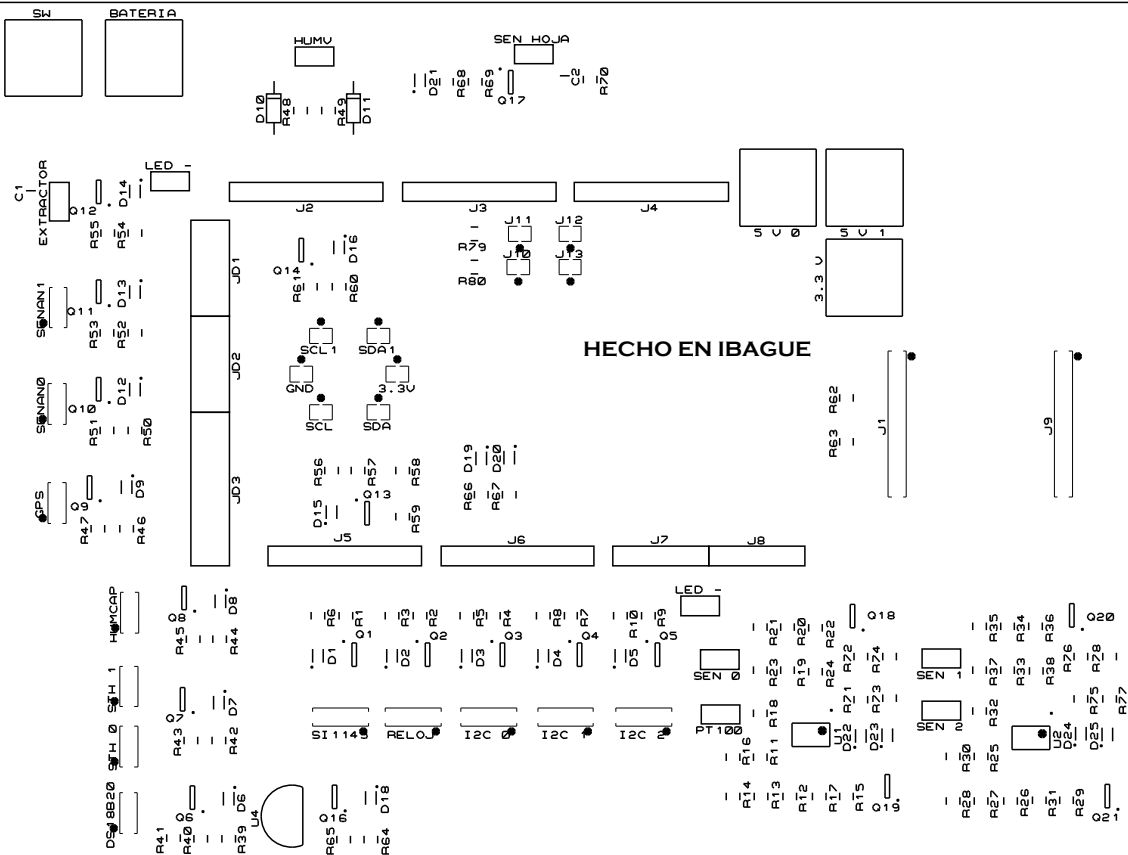 SW
BATERIA
HUMV
SEN HOJA
D10
R48
R49
D11
D21
R68
R69
Q17
C2
R70
C1
EXTRACTOR
Q12
D14
LED -
R55
R54
J2
J3
J4
5 V 0
5 V 1
3.3 V
JD1
JD2
JD3
Q14
D16
R61
R60
R79
R80
J11
J12
J10
J13
SENAN1
Q11
D13
R53
R52
SCL1
SDA1
GND
3.3V
SCL
SDA
HECHO EN IBAGUE
SENAN0
Q10
D12
R51
R50
R62
R63
J1
J9
GPS
Q9
D9
R47
R46
R56
R57
R58
D15
Q13
R59
D19
D20
R66
R67
J5
J6
J7
J8
HUMCAP
Q8
D8
R45
R44
R6
R1
Q1
D1
R3
R2
Q2
D2
R5
R4
Q3
D3
R8
R7
Q4
D4
R10
R9
Q5
D5
LED -
SEN 0
PT100
R21
R20
R22
Q18
R23
R19
R24
R72
R74
R71
R73
R18
U1
D22
D23
R16
R11
R14
R13
R12
R17
R15
Q19
SEN 1
SEN 2
R35
R34
R36
Q20
R37
R33
R38
R76
R78
R75
R77
R32
U2
D24
D25
R30
R25
R28
R27
R26
R31
R29
Q21
STH 1
Q7
D7
R43
R42
STH 0
SI1145
RELOJ
I2C 0
I2C 1
I2C 2
DS18B20
Q6
D6
R41
R40
R39
U4
Q16
D18
R65
R64